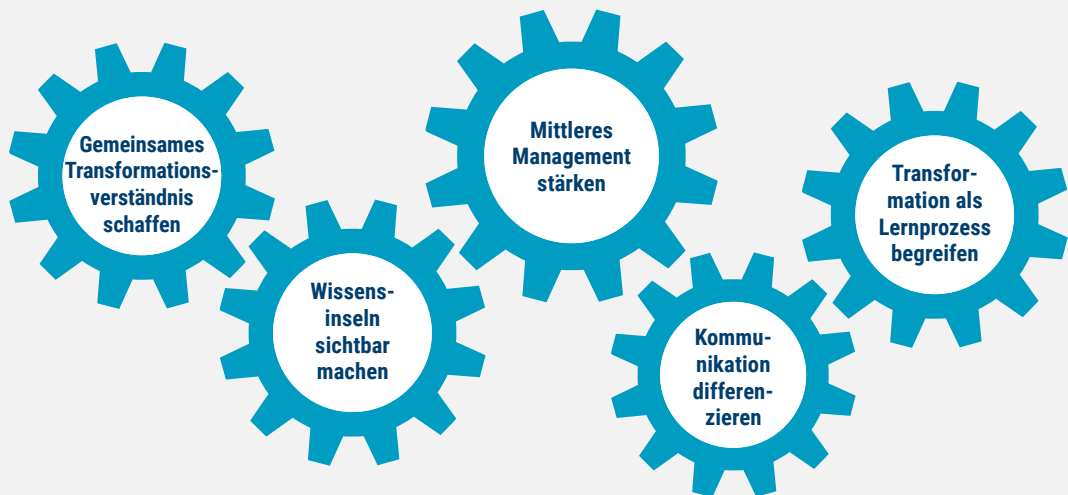 Gemeinsames
Transformations-
verständnis
schaffen
Wissens-
inseln
sichtbar
machen
Mittleres
Management
stärken
Kommu-
nikation
differen-
zieren
Transfor-
mation als
Lernprozess
begreifen